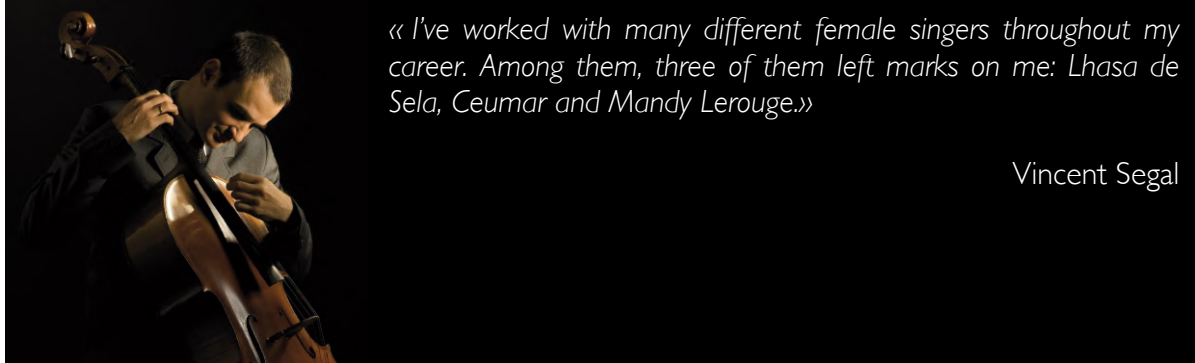 « I’ve worked with many different female singers throughout my
career. Among them, three of them left marks on me: Lhasa de
Sela, Ceumar and Mandy Lerouge.»
Vincent Segal